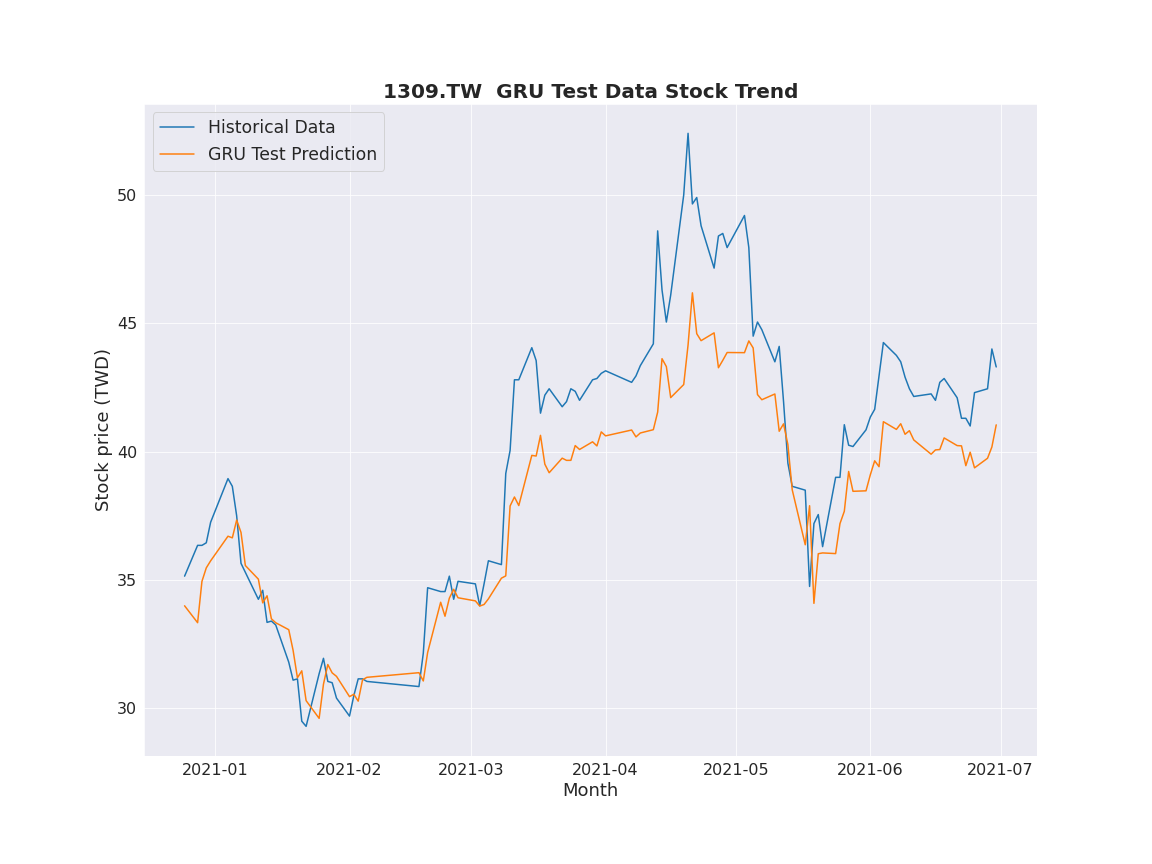 1309.TW  GRU Test Data Stock Trend
Historical Data
GRU Test Prediction
Stock price (TWD)
50
45
40
35
30
2021-01 2021-02 2021-03 2021-04 2021-05 2021-06 2021-07
Month